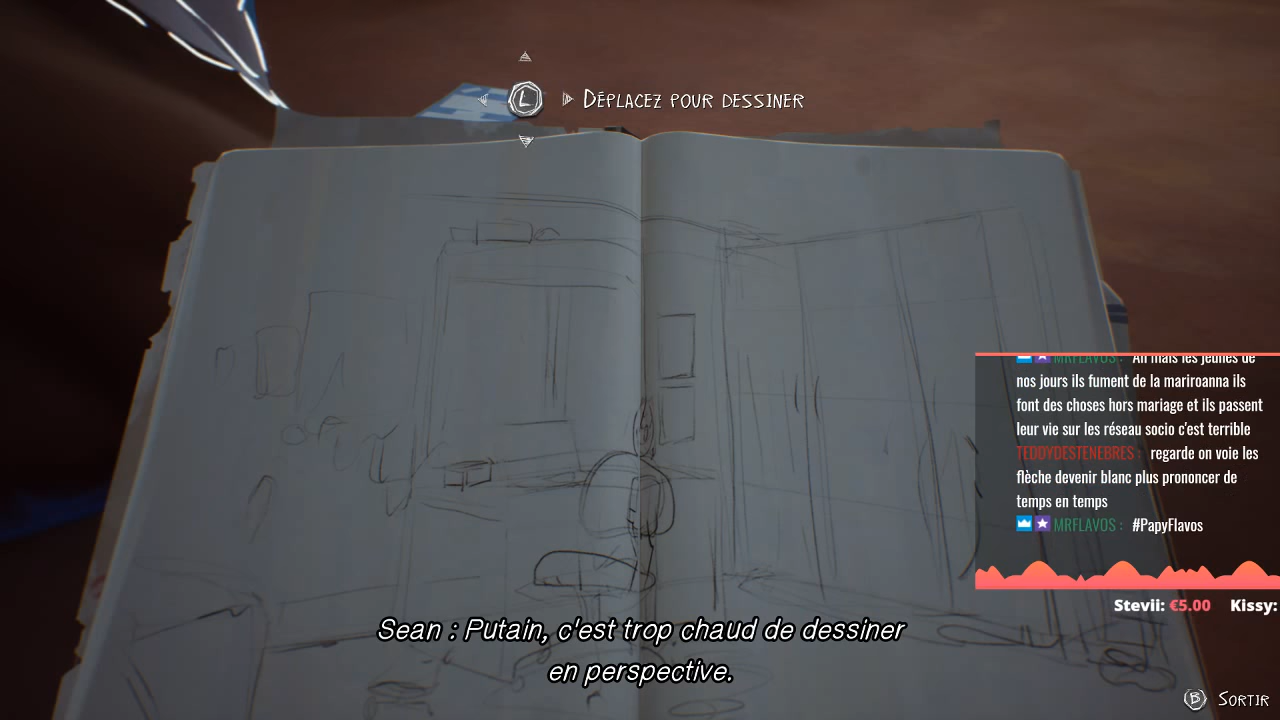 L DÉPLACEZ POUR DESSINER
MRFLAVOS : Ah mais les jeunes de
nos jours ils fument de la mariroanna ils
font des choses hors mariage et ils passent
leur vie sur les réseau socio c'est terrible
TEDDYDESTENEBRES : regarde on voie les
flèche devenir blanc plus prononcer de
temps en temps
MRFLAVOS : #PapyFlavos
Stevii: €5.00 Kissy:
Sean : Putain, c'est trop chaud de dessiner
en perspective.
B SORTIR